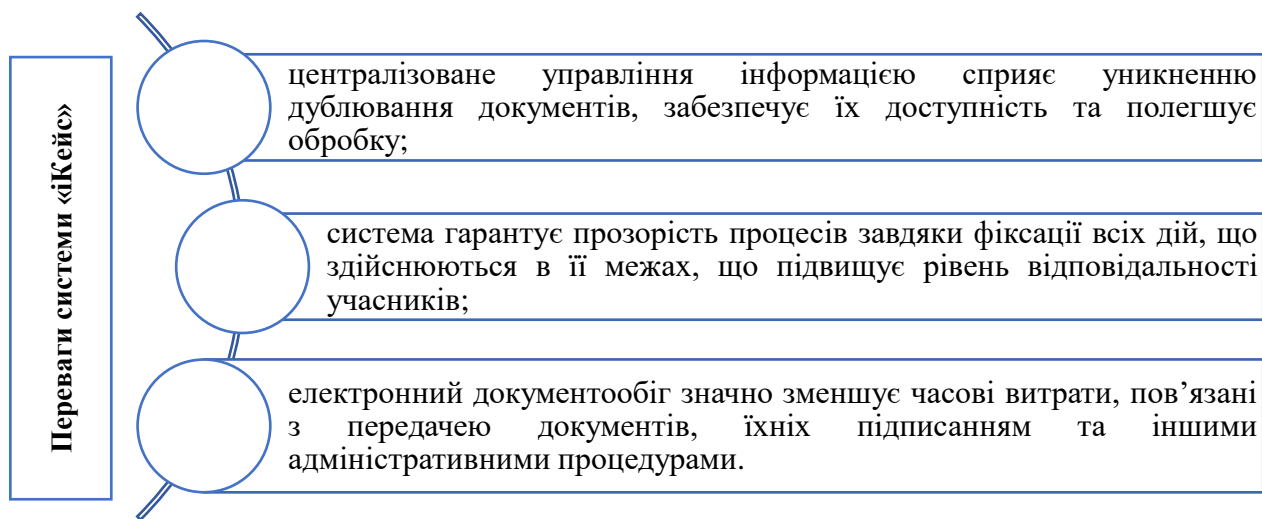 Переваги системи «іКейс»
централізоване управління інформацією сприяє уникненню
дублювання документів, забезпечує їх доступність та полегшує
обробку;
система гарантує прозорість процесів завдяки фіксації всіх дій, що
здійснюються в її межах, що підвищує рівень відповідальності
учасників;
електронний документообіг значно зменшує часові витрати, пов’язані
з передачею документів, їхніх підписанням та іншими
адміністративними процедурами.